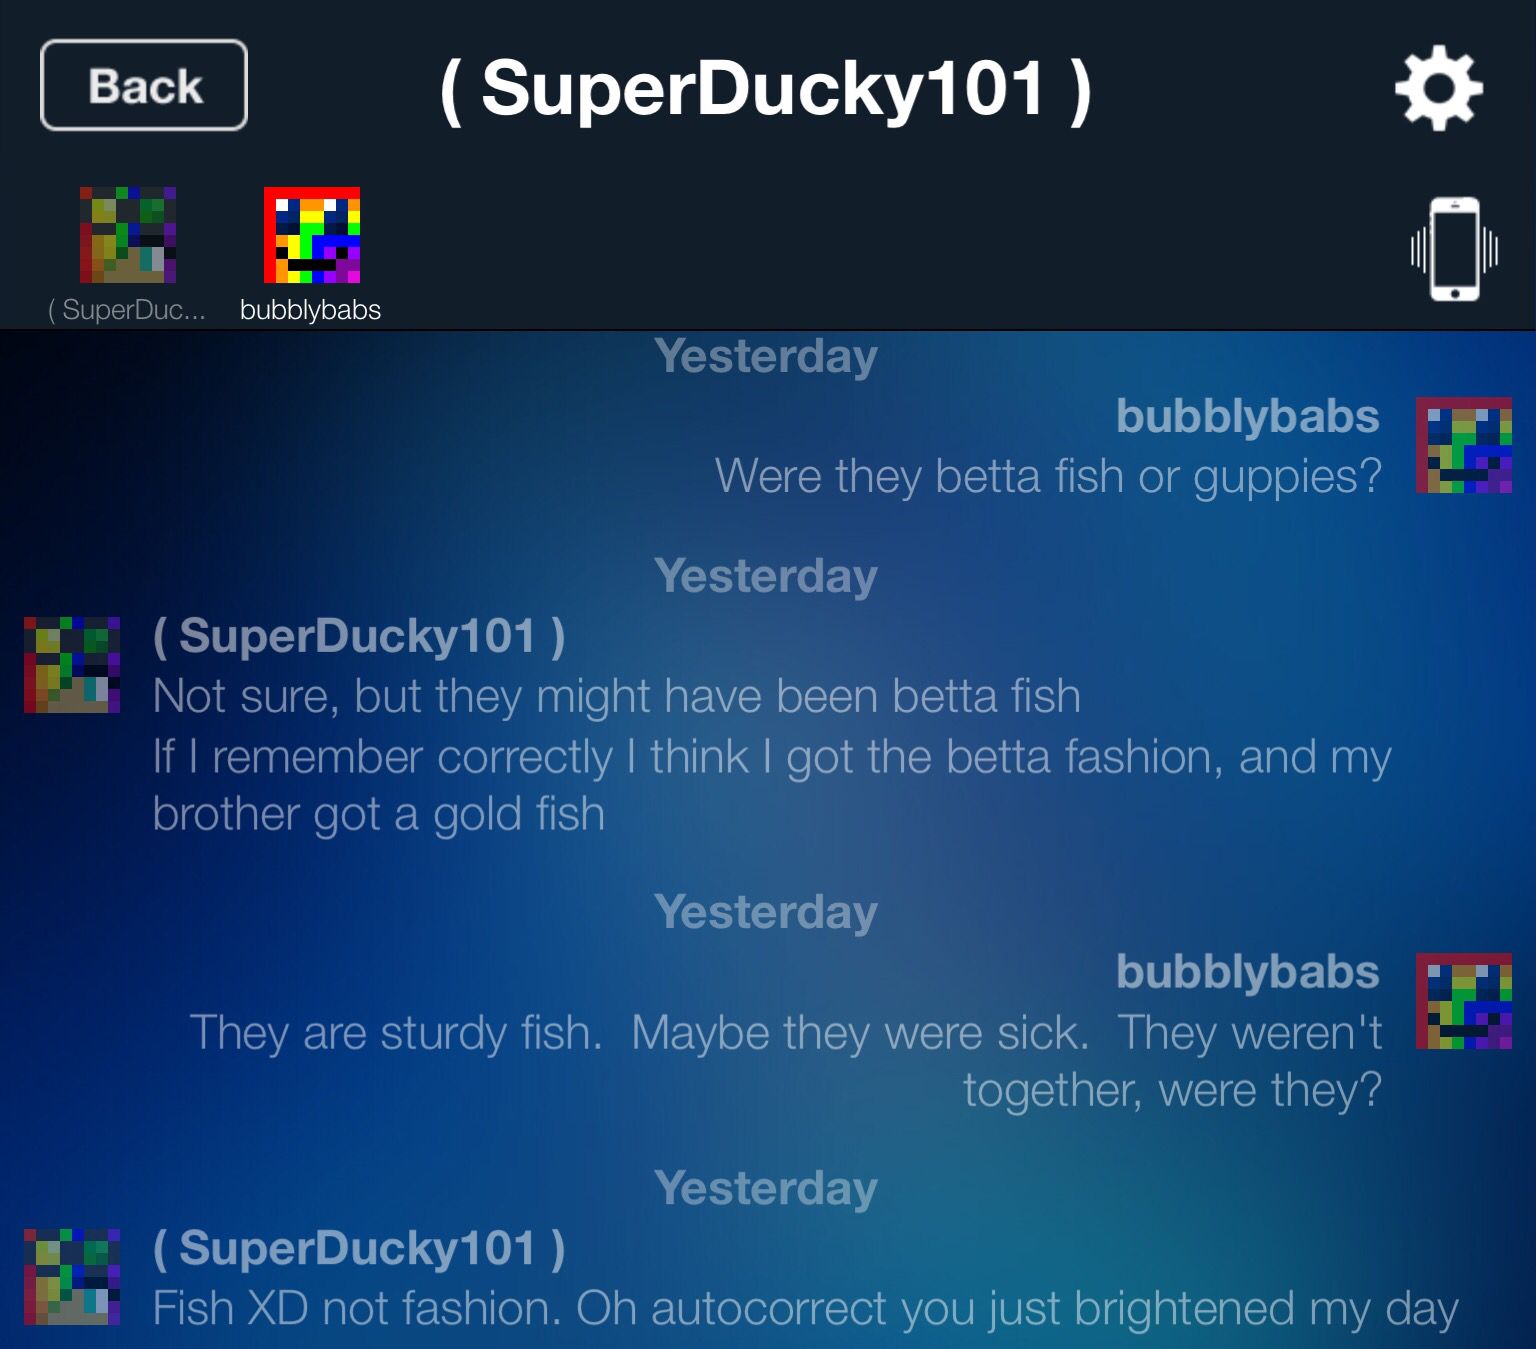 Back
( SuperDucky101 )
( SuperDuc...
bubblybabs
Yesterday
bubblybabs
Were they betta fish or guppies?
Yesterday
( SuperDucky101 )
Not sure, but they might have been betta fish
If I remember correctly I think I got the betta fashion, and my
brother got a gold fish
Yesterday
bubblybabs
They are sturdy fish.  Maybe they were sick.  They weren't
together, were they?
Yesterday
( SuperDucky101 )
Fish XD not fashion. Oh autocorrect you just brightened my day